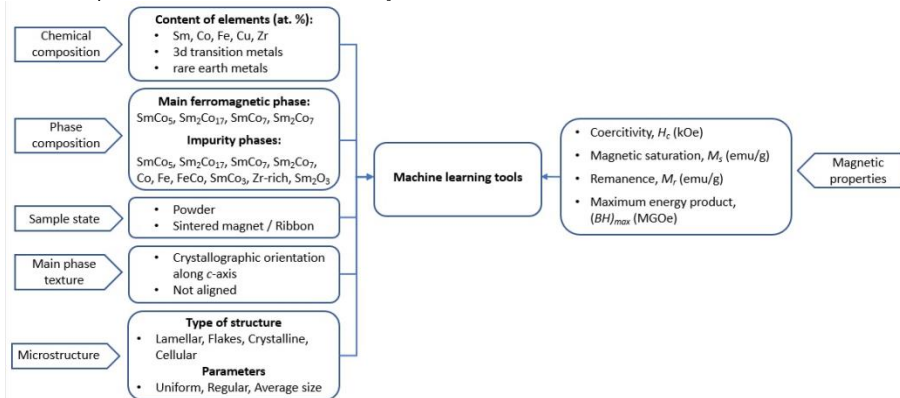 Chemical
composition
Content of elements (at. %):
• Sm, Co, Fe, Cu, Zr
• 3d transition metals
• rare earth metals
Phase
composition
Main ferromagnetic phase:
SmCo₅, Sm₂Co₁₇, SmCo₇, Sm₂Co₇
Impurity phases:
SmCo₅, Sm₂Co₁₇, SmCo₇, Sm₂Co₇,
Co, Fe, FeCo, SmCo₃, Zr-rich, Sm₂O₃
Sample state
• Powder
• Sintered magnet / Ribbon
Main phase
texture
• Crystallographic orientation
along c-axis
• Not aligned
Microstructure
Type of structure
• Lamellar, Flakes, Crystalline,
Cellular
Parameters
• Uniform, Regular, Average size
Machine learning tools
• Coercitivity, Hc (kOe)
• Magnetic saturation, Ms (emu/g)
• Remanence, Mr (emu/g)
• Maximum energy product,
(BH)max (MGOe)
Magnetic
properties